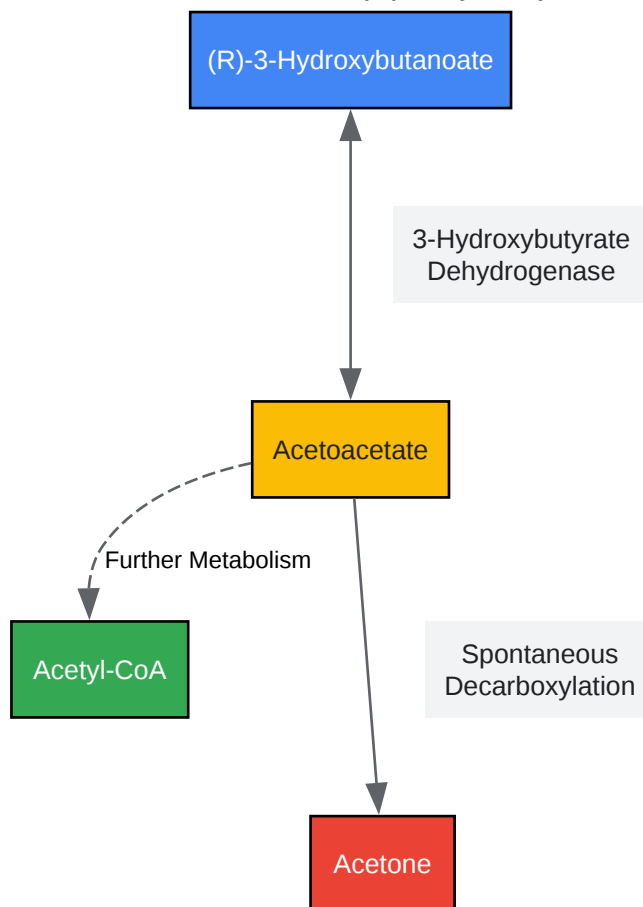 (R)-3-Hydroxybutanoate
3-Hydroxybutyrate
Dehydrogenase
Acetoacetate
Further Metabolism
Acetyl-CoA
Spontaneous
Decarboxylation
Acetone